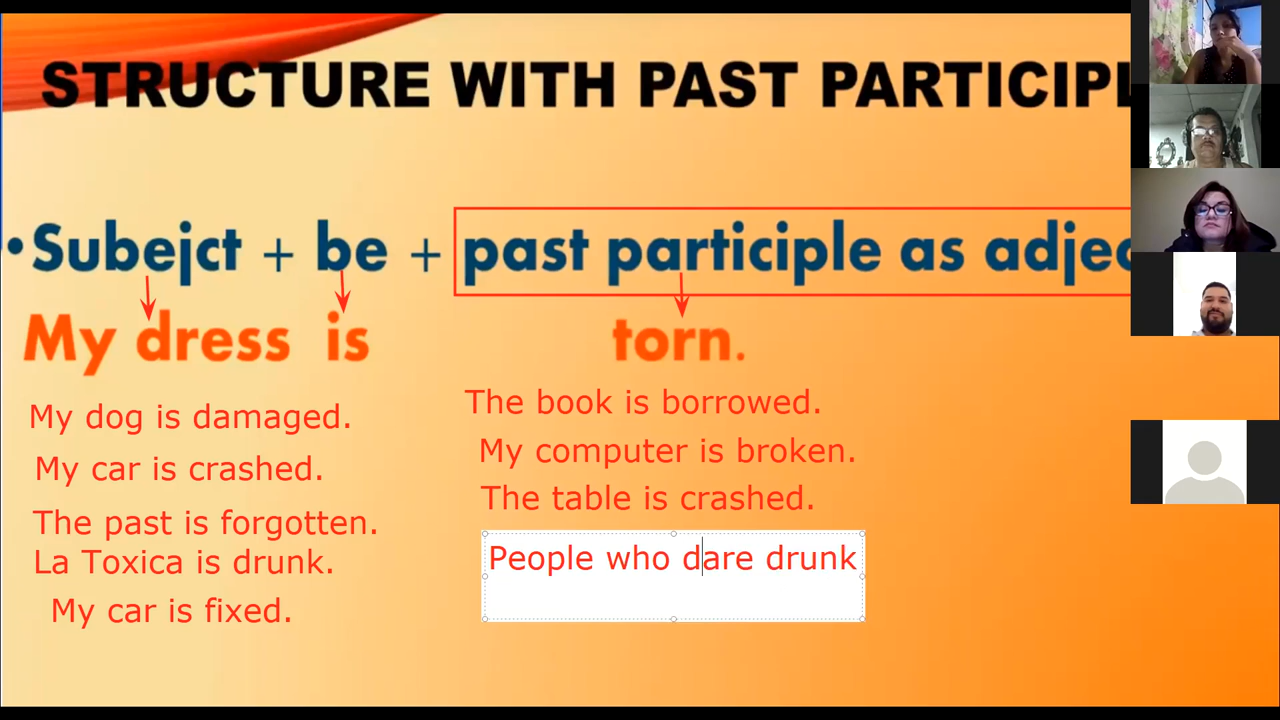 STRUCTURE WITH PAST PARTICIPL
•Subejct + be + past participle as adjec
My dress is torn.
My dog is damaged.
My car is crashed.
The past is forgotten.
La Toxica is drunk.
My car is fixed.
The book is borrowed.
My computer is broken.
The table is crashed.
People who dare drunk